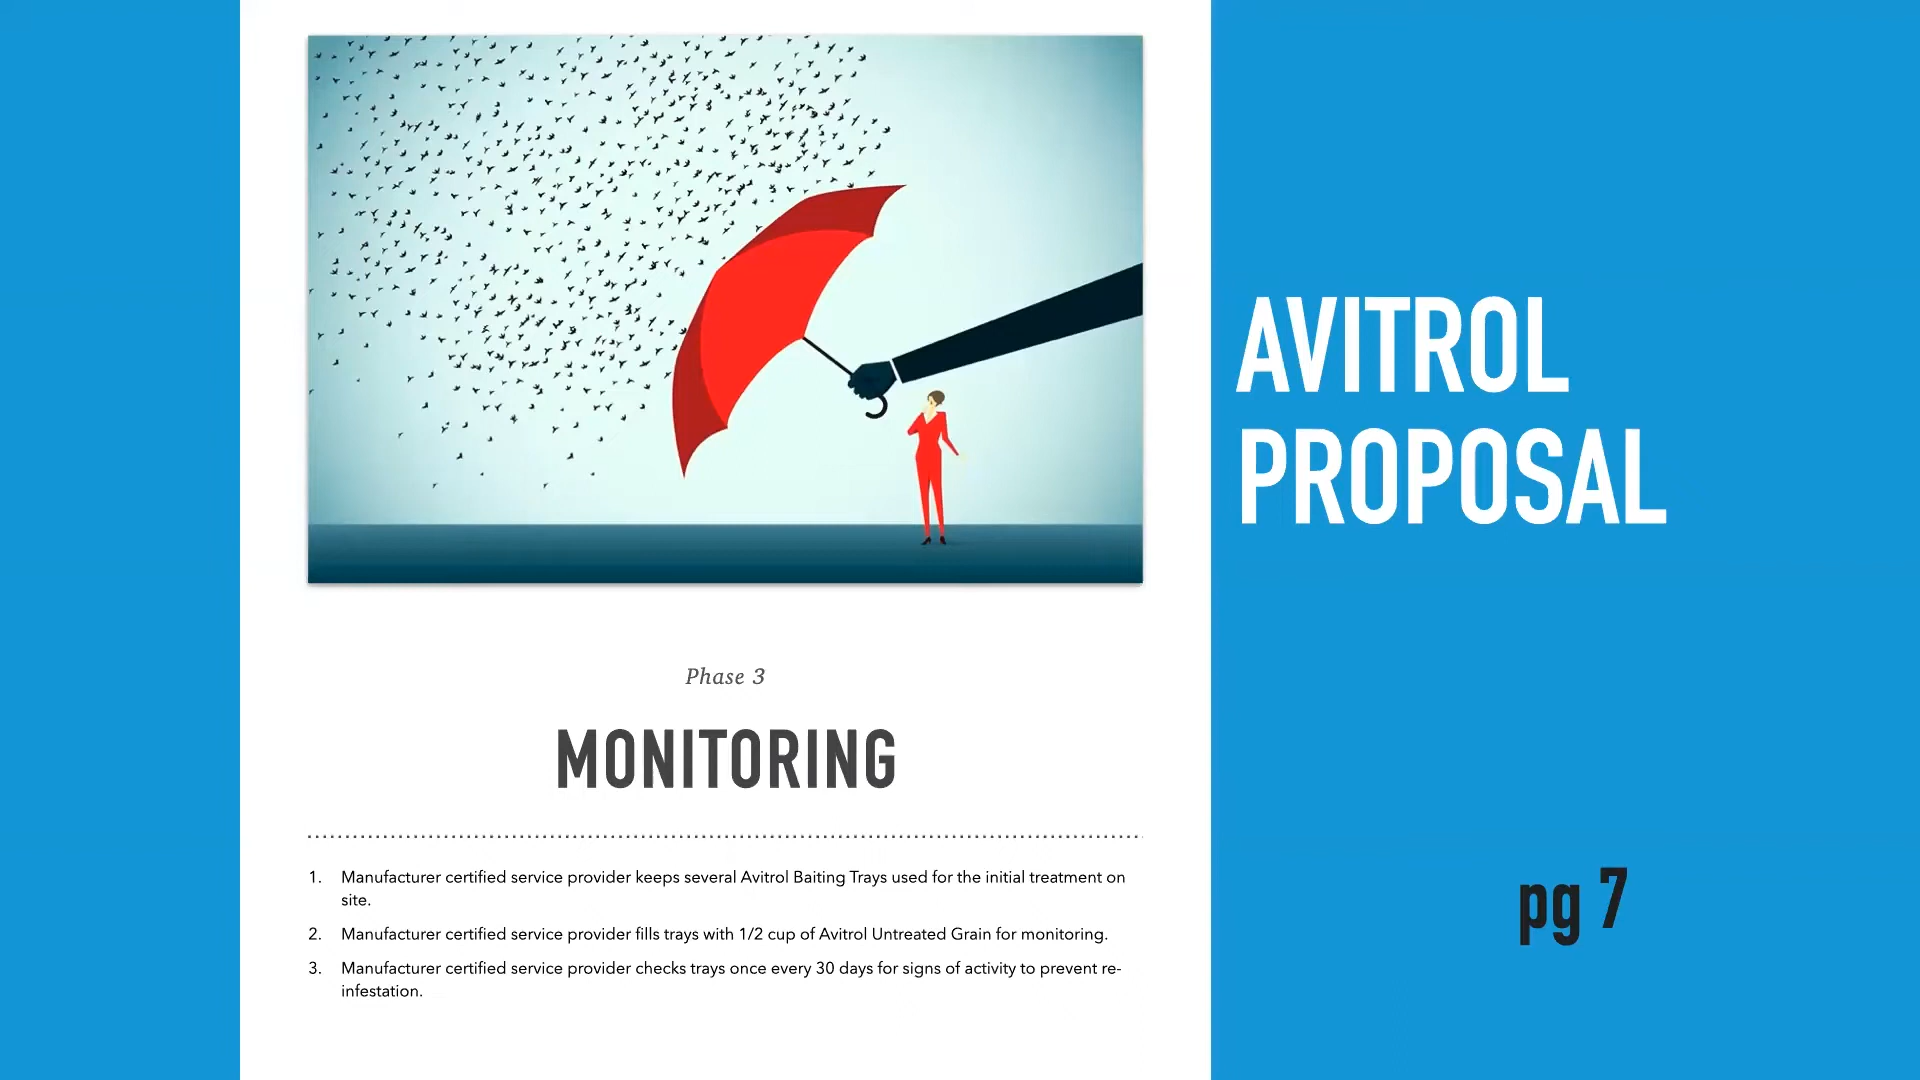 Phase 3
MONITORING
1. Manufacturer certified service provider keeps several Avitrol Baiting Trays used for the initial treatment on
site.
2. Manufacturer certified service provider fills trays with 1/2 cup of Avitrol Untreated Grain for monitoring.
3. Manufacturer certified service provider checks trays once every 30 days for signs of activity to prevent re-
infestation.
AVITROL
PROPOSAL
pg 7